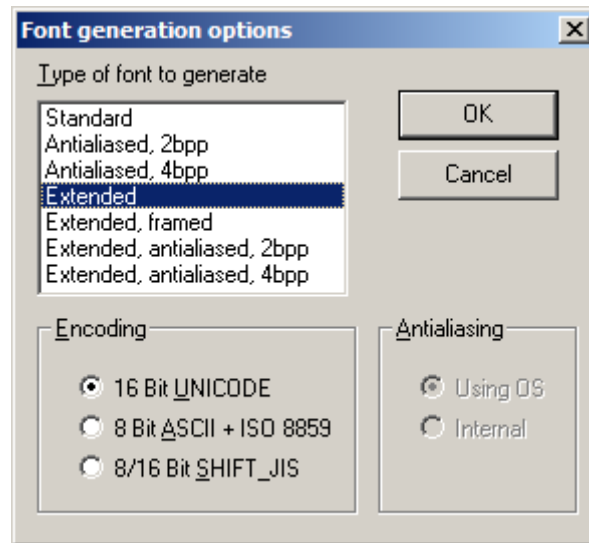 Font generation options
Type of font to generate
Standard
Antialiased, 2bpp
Antialiased, 4bpp
Extended
Extended, framed
Extended, antialiased, 2bpp
Extended, antialiased, 4bpp
OK
Cancel
Encoding
16 Bit UNICODE
8 Bit ASCII + ISO 8859
8/16 Bit SHIFT_JIS
Antialiasing
Using OS
Internal